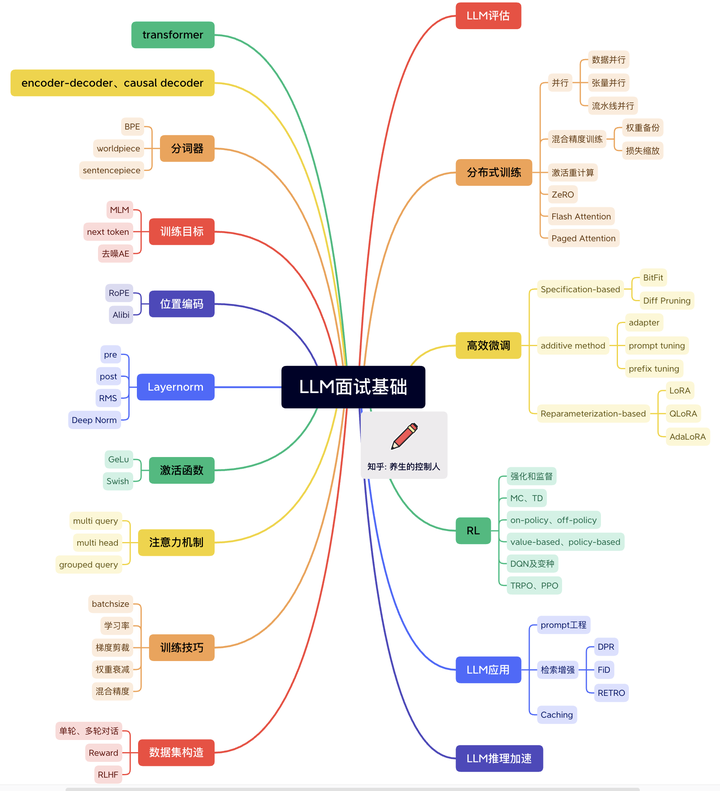 LLM面试基础
知乎: 养生的控制人
transformer
encoder-decoder、causal decoder
分词器
BPE
worldpiece
sentencepiece
训练目标
MLM
next token
去噪AE
位置编码
RoPE
Alibi
Layernorm
pre
post
RMS
Deep Norm
激活函数
GeLu
Swish
注意力机制
multi query
multi head
grouped query
训练技巧
batchsize
学习率
梯度剪裁
权重衰减
混合精度
数据集构造
单轮、多轮对话
Reward
RLHF
LLM评估
分布式训练
并行
数据并行
张量并行
流水线并行
混合精度训练
权重备份
损失缩放
激活重计算
ZeRO
Flash Attention
Paged Attention
高效微调
Specification-based
BitFit
Diff Pruning
additive method
adapter
prompt tuning
prefix tuning
Reparameterization-based
LoRA
QLoRA
AdaLoRA
RL
强化和监督
MC、TD
on-policy、off-policy
value-based、policy-based
DQN及变种
TRPO、PPO
LLM应用
prompt工程
检索增强
DPR
FiD
RETRO
Caching
LLM推理加速